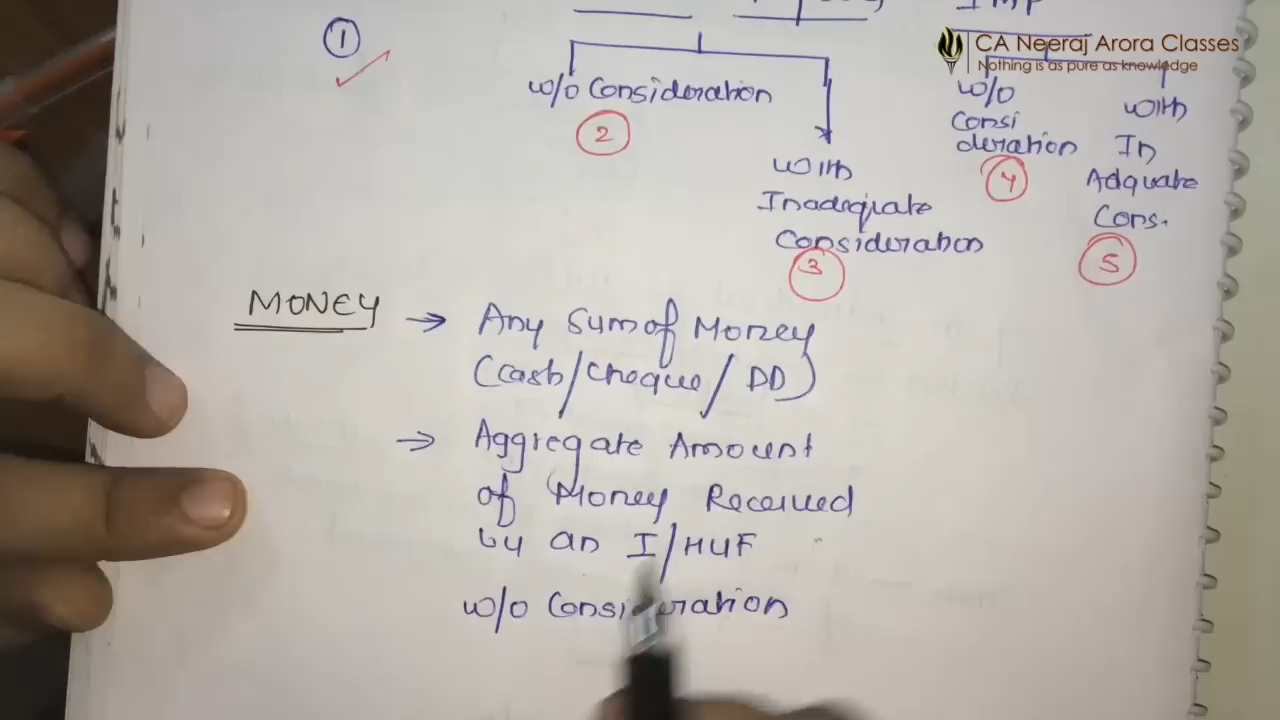 IMP
①
CA Neeraj Arora Classes
Nothing is as pure as knowledge
w/o Consideration
2
w/o
Consi
deration
4
With
In
Adquate
Cons.
5
With
Inadequate
Consideration
3
MONEY → Any Sum of Money
(Cash/Cheque/DD)
→ Aggregate Amount
of Money Received
by an I/HUF
w/o Consideration